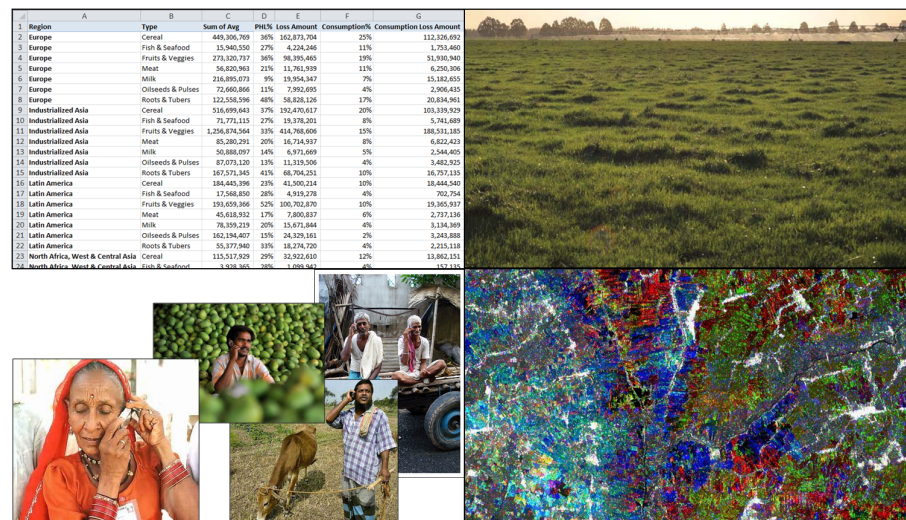 A B C D E F G
1 Region Type Sum of Avg PHL% Loss Amount Consumption% Consumption Loss Amount
2 Europe Cereal 449,306,769 36% 162,873,704 25% 112,326,692
3 Europe Fish & Seafood 15,940,550 27% 4,224,246 11% 1,753,460
4 Europe Fruits & Veggies 273,320,737 36% 98,395,465 19% 51,930,940
5 Europe Meat 56,820,963 21% 11,761,939 11% 6,250,306
6 Europe Milk 216,895,073 9% 19,954,347 7% 15,182,655
7 Europe Oilseeds & Pulses 72,660,866 11% 7,992,695 4% 2,906,435
8 Europe Roots & Tubers 122,558,596 48% 58,828,126 17% 20,834,961
9 Industrialized Asia Cereal 516,699,643 37% 192,470,617 20% 103,339,929
10 Industrialized Asia Fish & Seafood 71,771,115 27% 19,378,201 8% 5,741,689
11 Industrialized Asia Fruits & Veggies 1,256,874,564 33% 414,768,606 15% 188,531,185
12 Industrialized Asia Meat 85,280,291 20% 16,714,937 8% 6,822,423
13 Industrialized Asia Milk 50,888,097 14% 6,971,669 5% 2,544,405
14 Industrialized Asia Oilseeds & Pulses 87,073,120 13% 11,319,506 4% 3,482,925
15 Industrialized Asia Roots & Tubers 167,571,345 41% 68,704,251 10% 16,757,135
16 Latin America Cereal 184,445,396 23% 41,500,214 10% 18,444,540
17 Latin America Fish & Seafood 17,568,850 28% 4,919,278 4% 702,754
18 Latin America Fruits & Veggies 193,659,366 52% 100,702,870 10% 19,365,937
19 Latin America Meat 45,618,932 17% 7,800,837 6% 2,737,136
20 Latin America Milk 78,359,219 20% 15,671,844 4% 3,134,369
21 Latin America Oilseeds & Pulses 162,194,407 15% 24,329,161 2% 3,243,888
22 Latin America Roots & Tubers 55,377,940 33% 18,274,720 4% 2,215,118
23 North Africa, West & Central Asia Cereal 115,517,929 29% 32,922,610 12% 13,862,151
24 North Africa, West & Central Asia Fish & Seafood 3,928,365 28% 1,099,942 4% 157,135